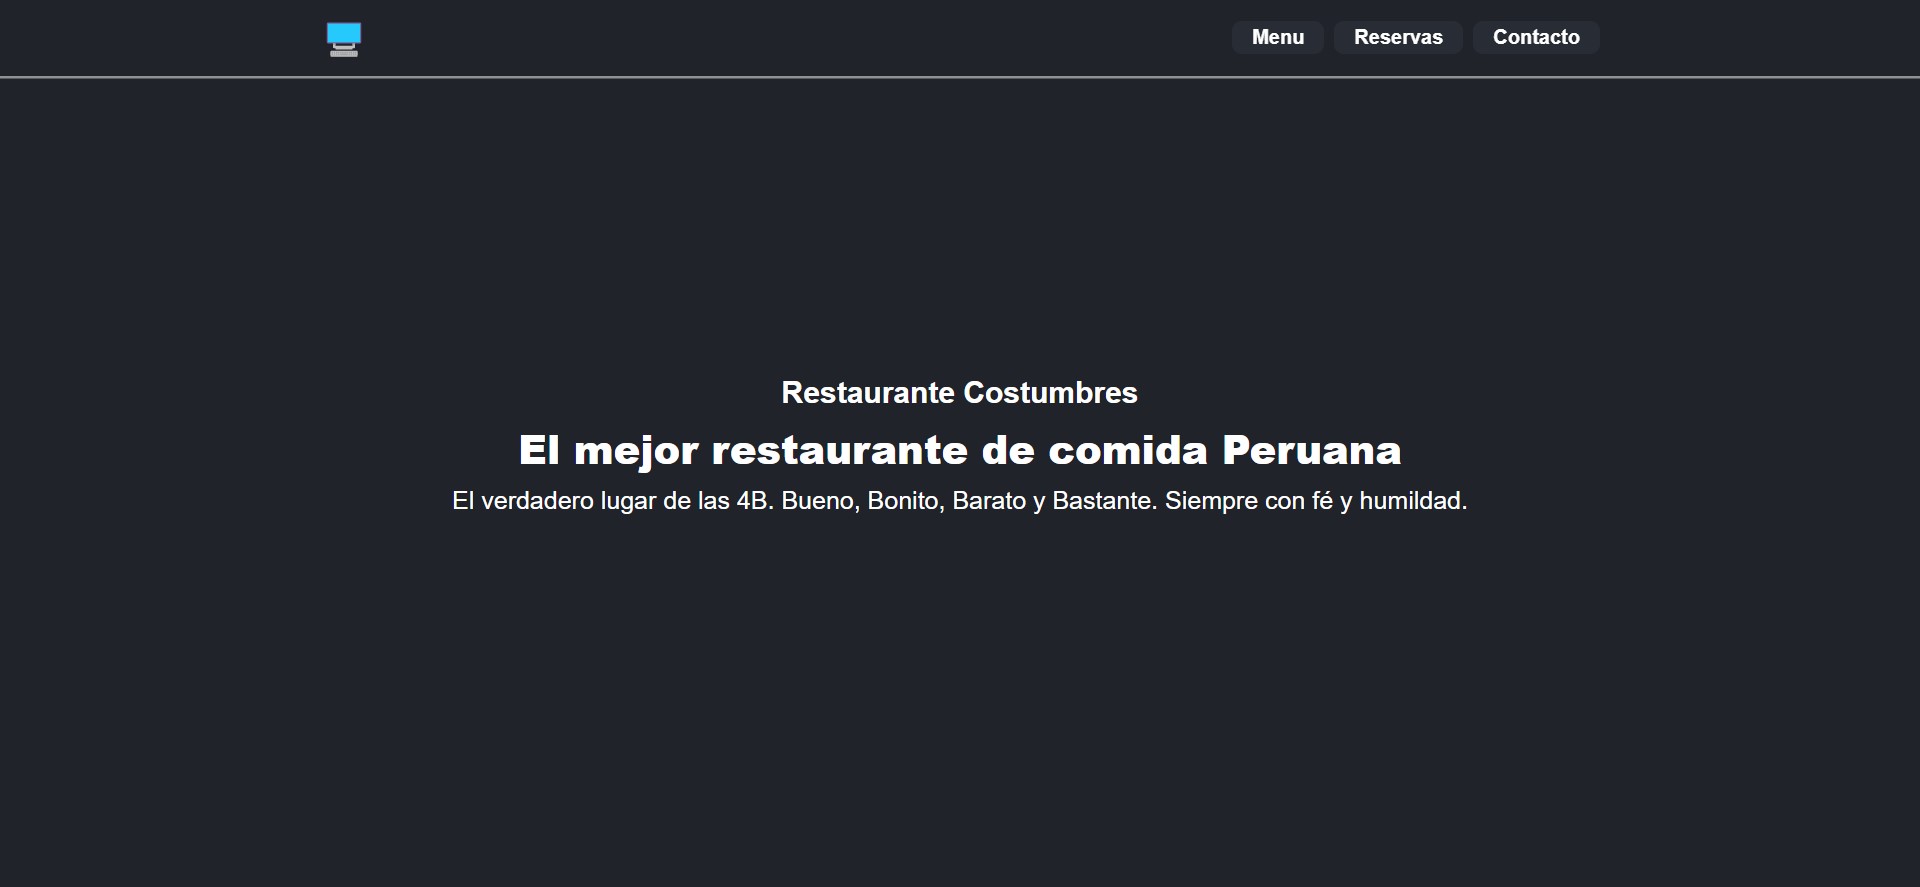 Menu Reservas Contacto
Restaurante Costumbres
El mejor restaurante de comida Peruana
El verdadero lugar de las 4B. Bueno, Bonito, Barato y Bastante. Siempre con fé y humildad.